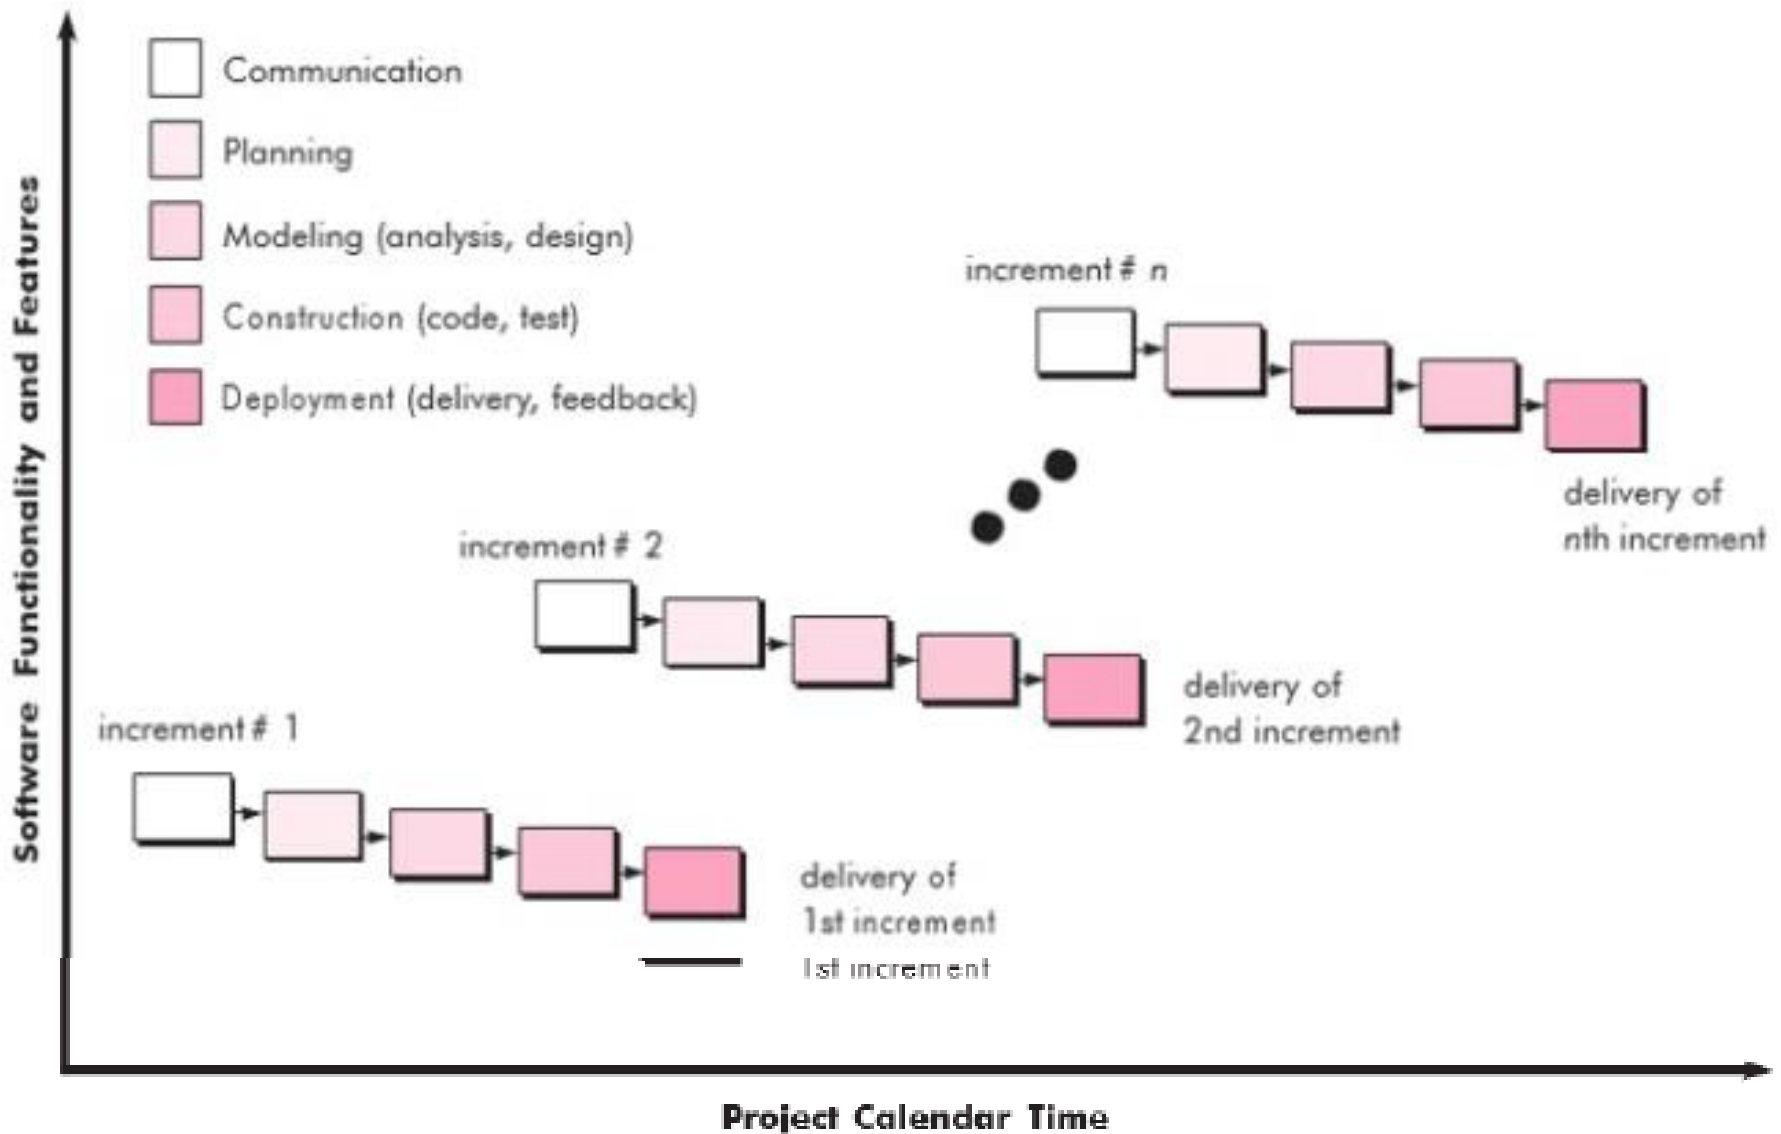 Software Functionality and Features
Communication
Planning
Modeling (analysis, design)
Construction (code, test)
Deployment (delivery, feedback)
increment # n
delivery of
nth increment
increment # 2
delivery of
2nd increment
increment # 1
delivery of
1st increment
1st increment
Project Calendar Time